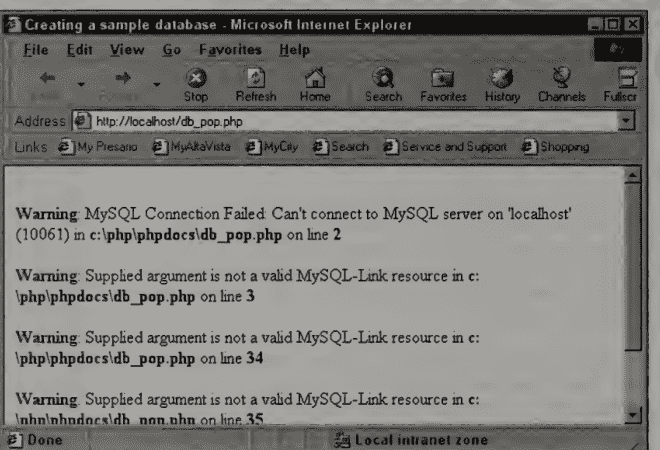 Creating a sample database - Microsoft Internet Explorer
File Edit View Go Favorites Help
Stop Refresh Home Search Favorites History Channels Fullscr
Address http://localhost/db_pop.php
Links My Presario MyAltaVista MyCity Search Service and Support Shopping
Warning: MySQL Connection Failed: Can't connect to MySQL server on 'localhost'
(10061) in c:\php\phpdocs\db_pop.php on line 2
Warning: Supplied argument is not a valid MySQL-Link resource in c:
\php\phpdocs\db_pop.php on line 3
Warning: Supplied argument is not a valid MySQL-Link resource in c:
\php\phpdocs\db_pop.php on line 34
Warning: Supplied argument is not a valid MySQL-Link resource in c:
\php\phpdocs\db_pop.php on line 35
Done Local intranet zone